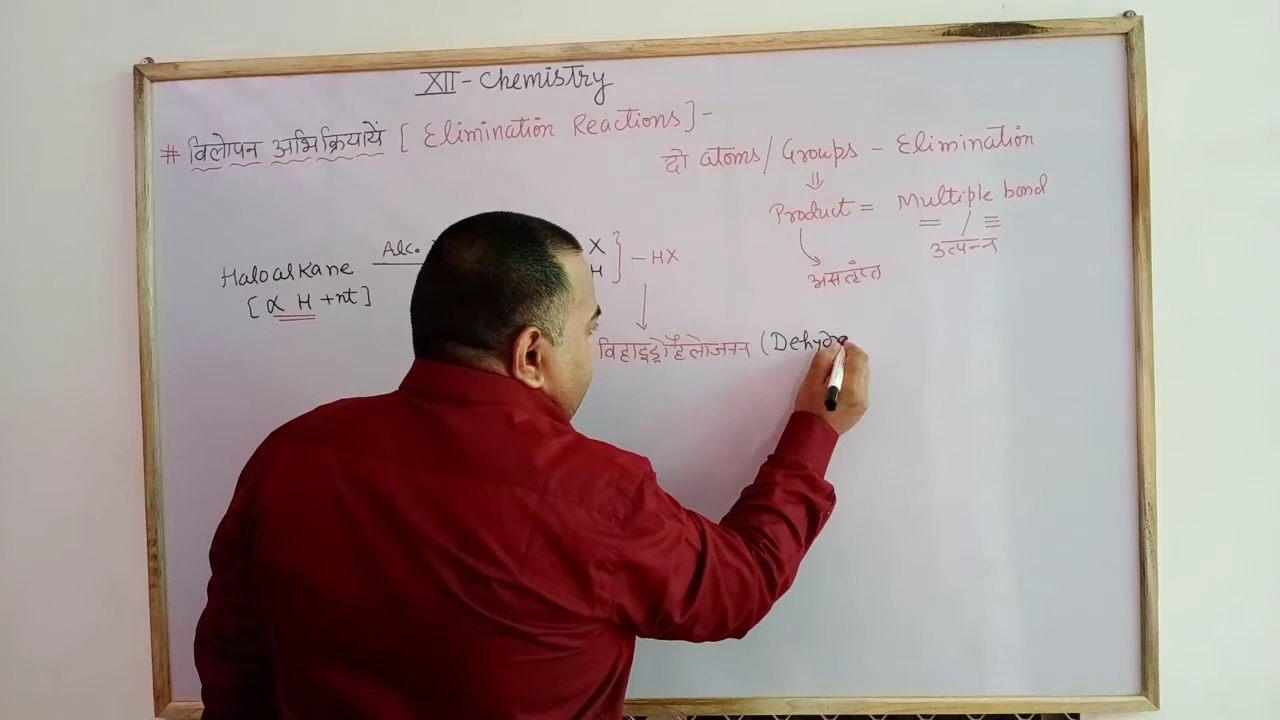 XII - Chemistry
# विलोपन अभिक्रियायें [ Elimination Reactions ] -
दो atoms / Groups - Elimination
⇓
Product = Multiple bond
= / ≡
उत्पन्न
असतृंप्त
Haloalkane Alc. X
H } - HX
[ α H + nt ]
विहाइड्रोहैलोजनन ( Dehydro